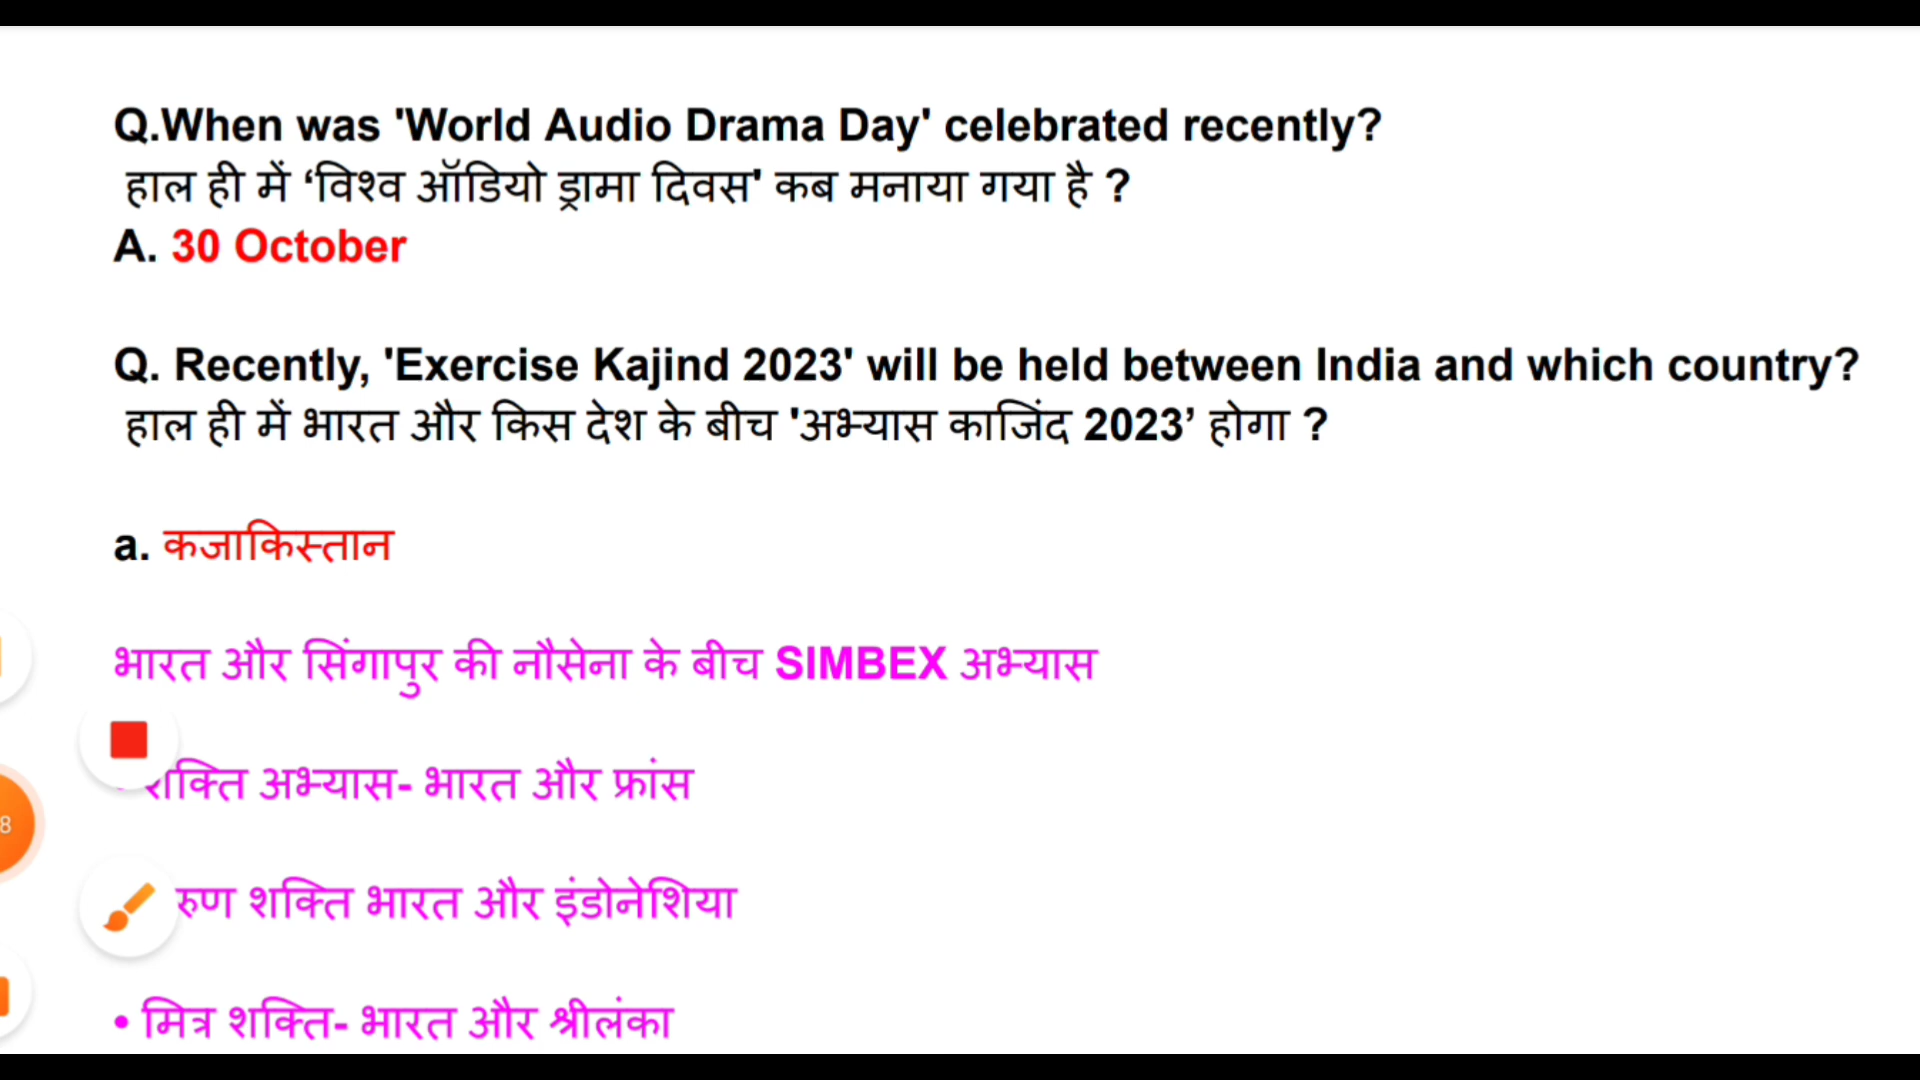 Q.When was 'World Audio Drama Day' celebrated recently?
हाल ही में ‘विश्व ऑडियो ड्रामा दिवस' कब मनाया गया है ?
A. 30 October
Q. Recently, 'Exercise Kajind 2023' will be held between India and which country?
हाल ही में भारत और किस देश के बीच 'अभ्यास काजिंद 2023’ होगा ?
a. कजाकिस्तान
भारत और सिंगापुर की नौसेना के बीच SIMBEX अभ्यास
शक्ति अभ्यास- भारत और फ्रांस
शक्ति भारत और इंडोनेशिया
• मित्र शक्ति- भारत और श्रीलंका
8